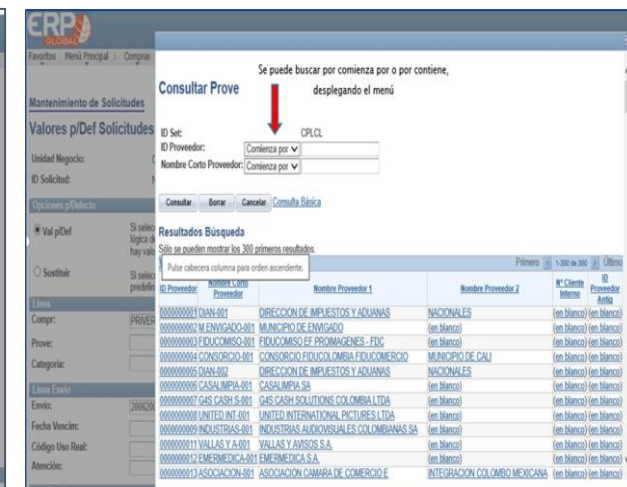 ERP
GLOBAL
Favoritos Menú Principal > Compras
Mantenimiento de Solicitudes
Valores p/Def Solicitudes
Unidad Negocio:
ID Solicitud:
Opciones p/Defecto
Val p/Def
Si selec
lógica d
hay valo
Sustituir
Si selec
predefin
Línea
Compr: PRIVER
Prove:
Categoría:
Línea Envío
Envío:
Fecha Vencim:
Código Uso Real:
Atención:
Se puede buscar por comienza por o por contiene,
desplegando el menú
Consultar Prove
ID Set: CPLCL
ID Proveedor: Comienza por
Nombre Corto Proveedor: Comienza por
Consultar Borrar Cancelar Consulta Básica
Resultados Búsqueda
Sólo se pueden mostrar los 300 primeros resultados.
Primero 1-300 de 300 Último
Pulse cabecera columna para orden ascendente.
ID Proveedor Nombre Corto Proveedor Nombre Proveedor 1 Nombre Proveedor 2 Nº Cliente Interno ID Proveedor Antig
0000000001 DIAN-001 DIRECCION DE IMPUESTOS Y ADUANAS NACIONALES (en blanco) (en blanco)
0000000002 M ENVIGADO-001 MUNICIPIO DE ENVIGADO (en blanco) (en blanco) (en blanco)
0000000003 FIDUCOMISO-001 FIDUCOMISO EF PROIMAGENES - FDC (en blanco) (en blanco) (en blanco)
0000000004 CONSORCIO-001 CONSORCIO FIDUCOLOMBIA FIDUCOMERCIO MUNICIPIO DE CALI (en blanco) (en blanco)
0000000005 DIAN-002 DIRECCION DE IMPUESTOS Y ADUANAS NACIONALES (en blanco) (en blanco)
0000000006 CASALIMPIA-001 CASALIMPIA SA (en blanco) (en blanco) (en blanco)
0000000007 G4S CASH S-001 G4S CASH SOLUTIONS COLOMBIA LTDA (en blanco) (en blanco) (en blanco)
0000000008 UNITED INT-001 UNITED INTERNATIONAL PICTURES LTDA (en blanco) (en blanco) (en blanco)
0000000009 INDUSTRIAS-001 INDUSTRIAS AUDIOVISUALES COLOMBIANAS SA (en blanco) (en blanco) (en blanco)
0000000011 VALLAS Y A-001 VALLAS Y AVISOS S.A. (en blanco) (en blanco) (en blanco)
0000000012 EMERMEDICA-001 EMERMEDICA S.A. (en blanco) (en blanco) (en blanco)
0000000013 ASOCIACION-001 ASOCIACION CAMARA DE COMERCIO E INTEGRACION COLOMBO MEXICANA (en blanco) (en blanco)